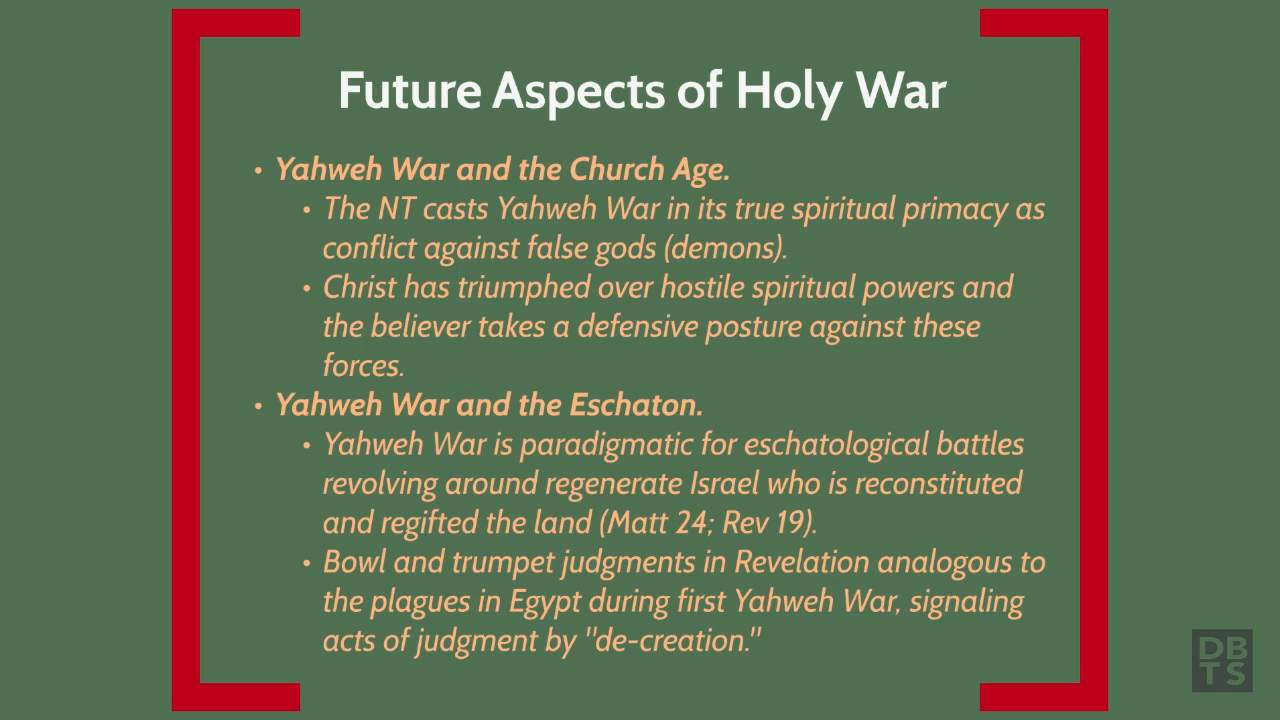 Future Aspects of Holy War
• Yahweh War and the Church Age.
• The NT casts Yahweh War in its true spiritual primacy as
conflict against false gods (demons).
• Christ has triumphed over hostile spiritual powers and
the believer takes a defensive posture against these
forces.
• Yahweh War and the Eschaton.
• Yahweh War is paradigmatic for eschatological battles
revolving around regenerate Israel who is reconstituted
and regifted the land (Matt 24; Rev 19).
• Bowl and trumpet judgments in Revelation analogous to
the plagues in Egypt during first Yahweh War, signaling
acts of judgment by "de-creation."
DB
TS